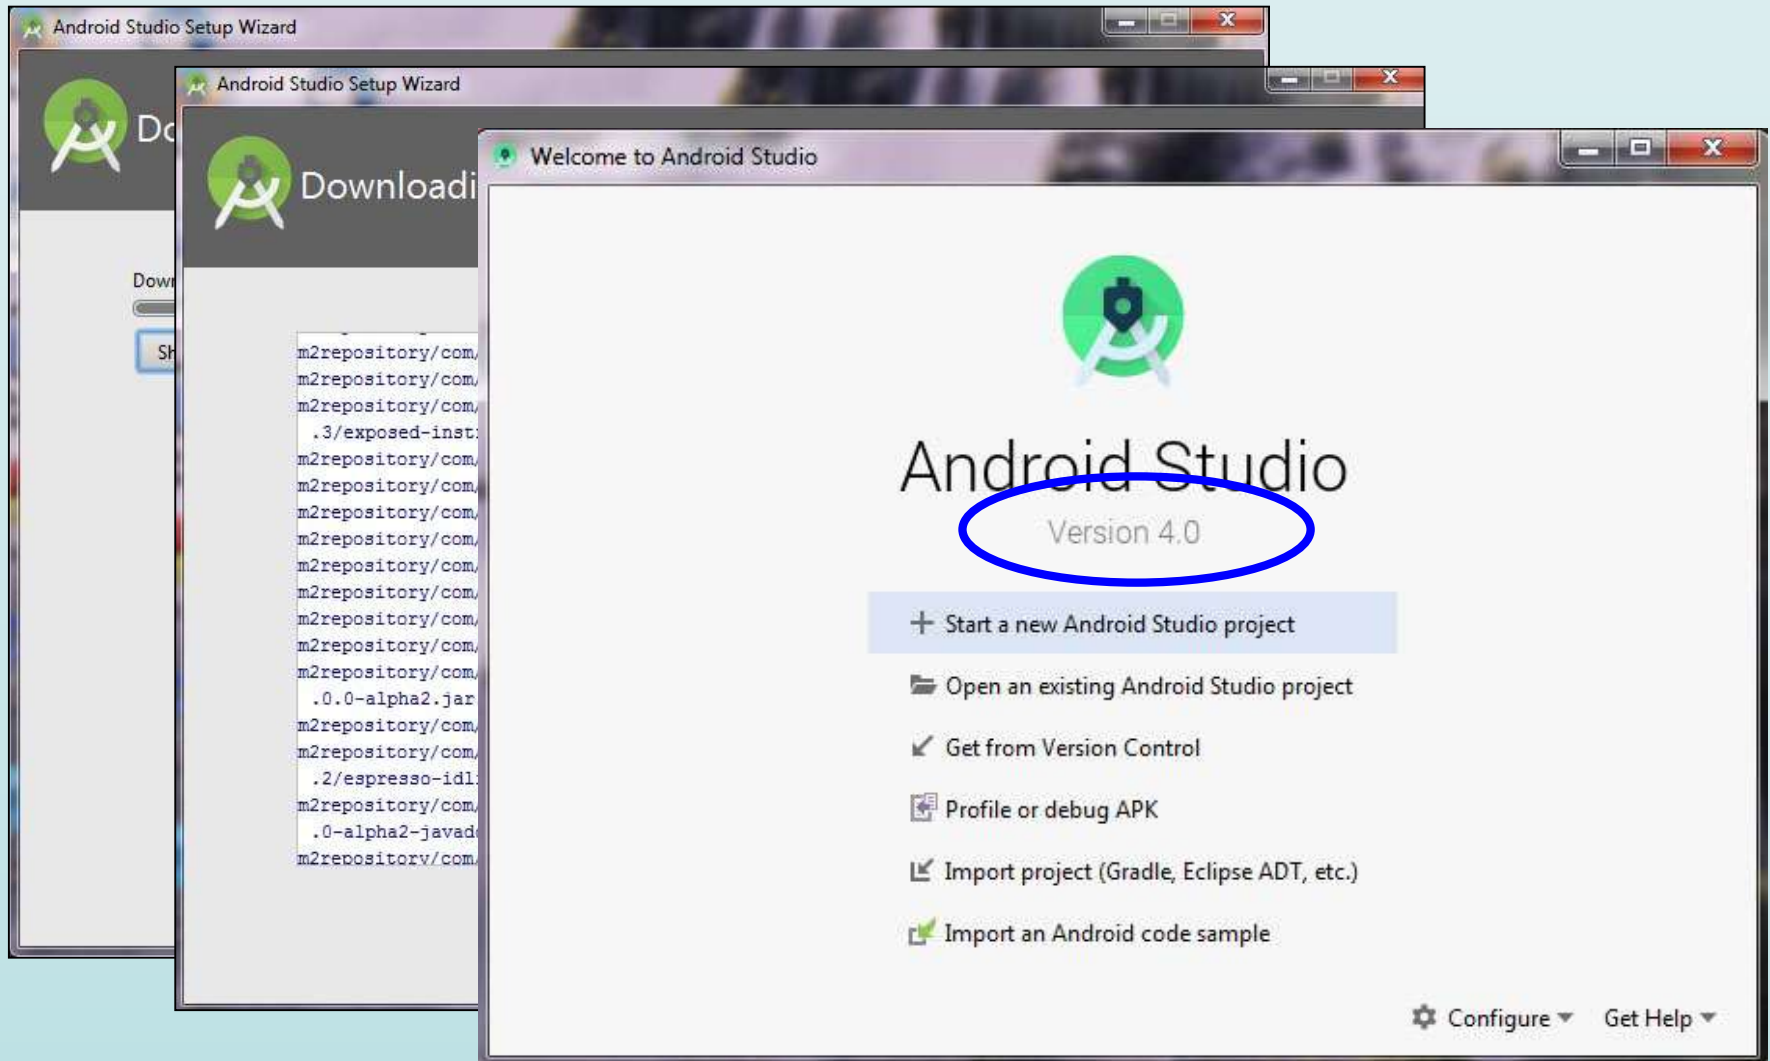 Android Studio Setup Wizard
Android Studio Setup Wizard
Downloadi
Welcome to Android Studio
m2repository/com/
m2repository/com/
m2repository/com/
.3/exposed-inst
m2repository/com/
m2repository/com/
m2repository/com/
m2repository/com/
m2repository/com/
m2repository/com/
m2repository/com/
m2repository/com/
m2repository/com/
.0.0-alpha2.jar
m2repository/com/
m2repository/com/
.2/espresso-idl
m2repository/com/
.0-alpha2-javad
m2repository/com/
Android Studio
Version 4.0
Start a new Android Studio project
Open an existing Android Studio project
Get from Version Control
Profile or debug APK
Import project (Gradle, Eclipse ADT, etc.)
Import an Android code sample
Configure
Get Help